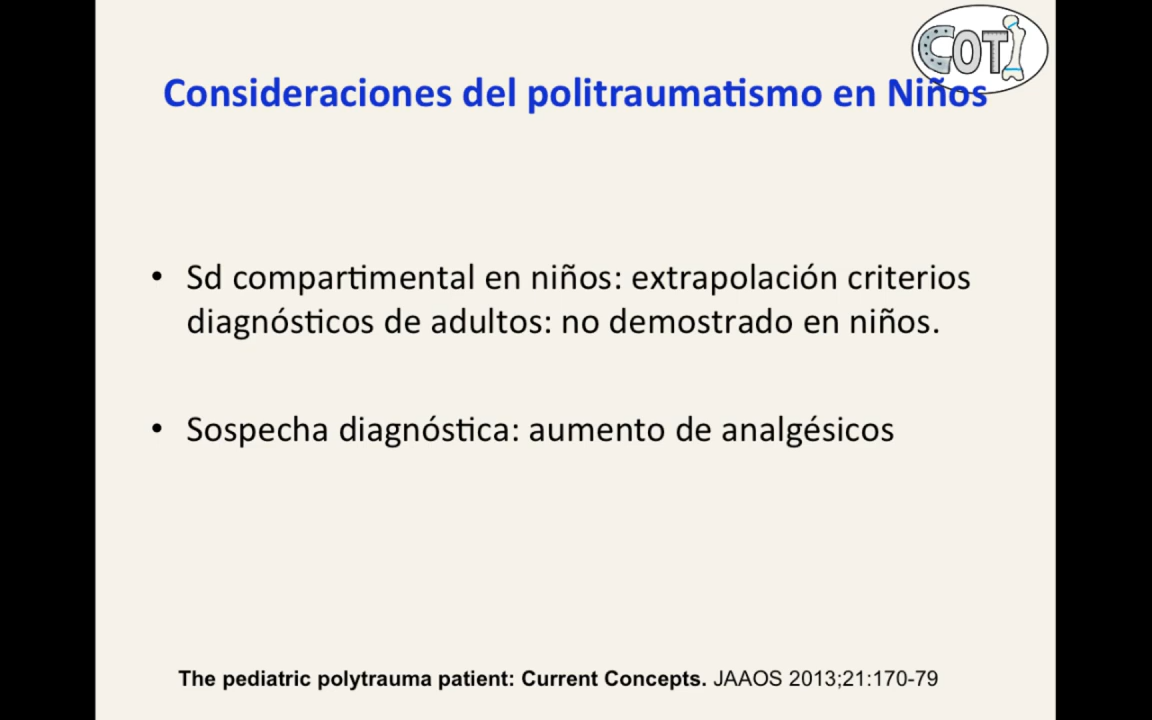 COTI
Consideraciones del politraumatismo en Niños
• Sd compartimental en niños: extrapolación criterios
diagnósticos de adultos: no demostrado en niños.
• Sospecha diagnóstica: aumento de analgésicos
The pediatric polytrauma patient: Current Concepts. JAAOS 2013;21:170-79